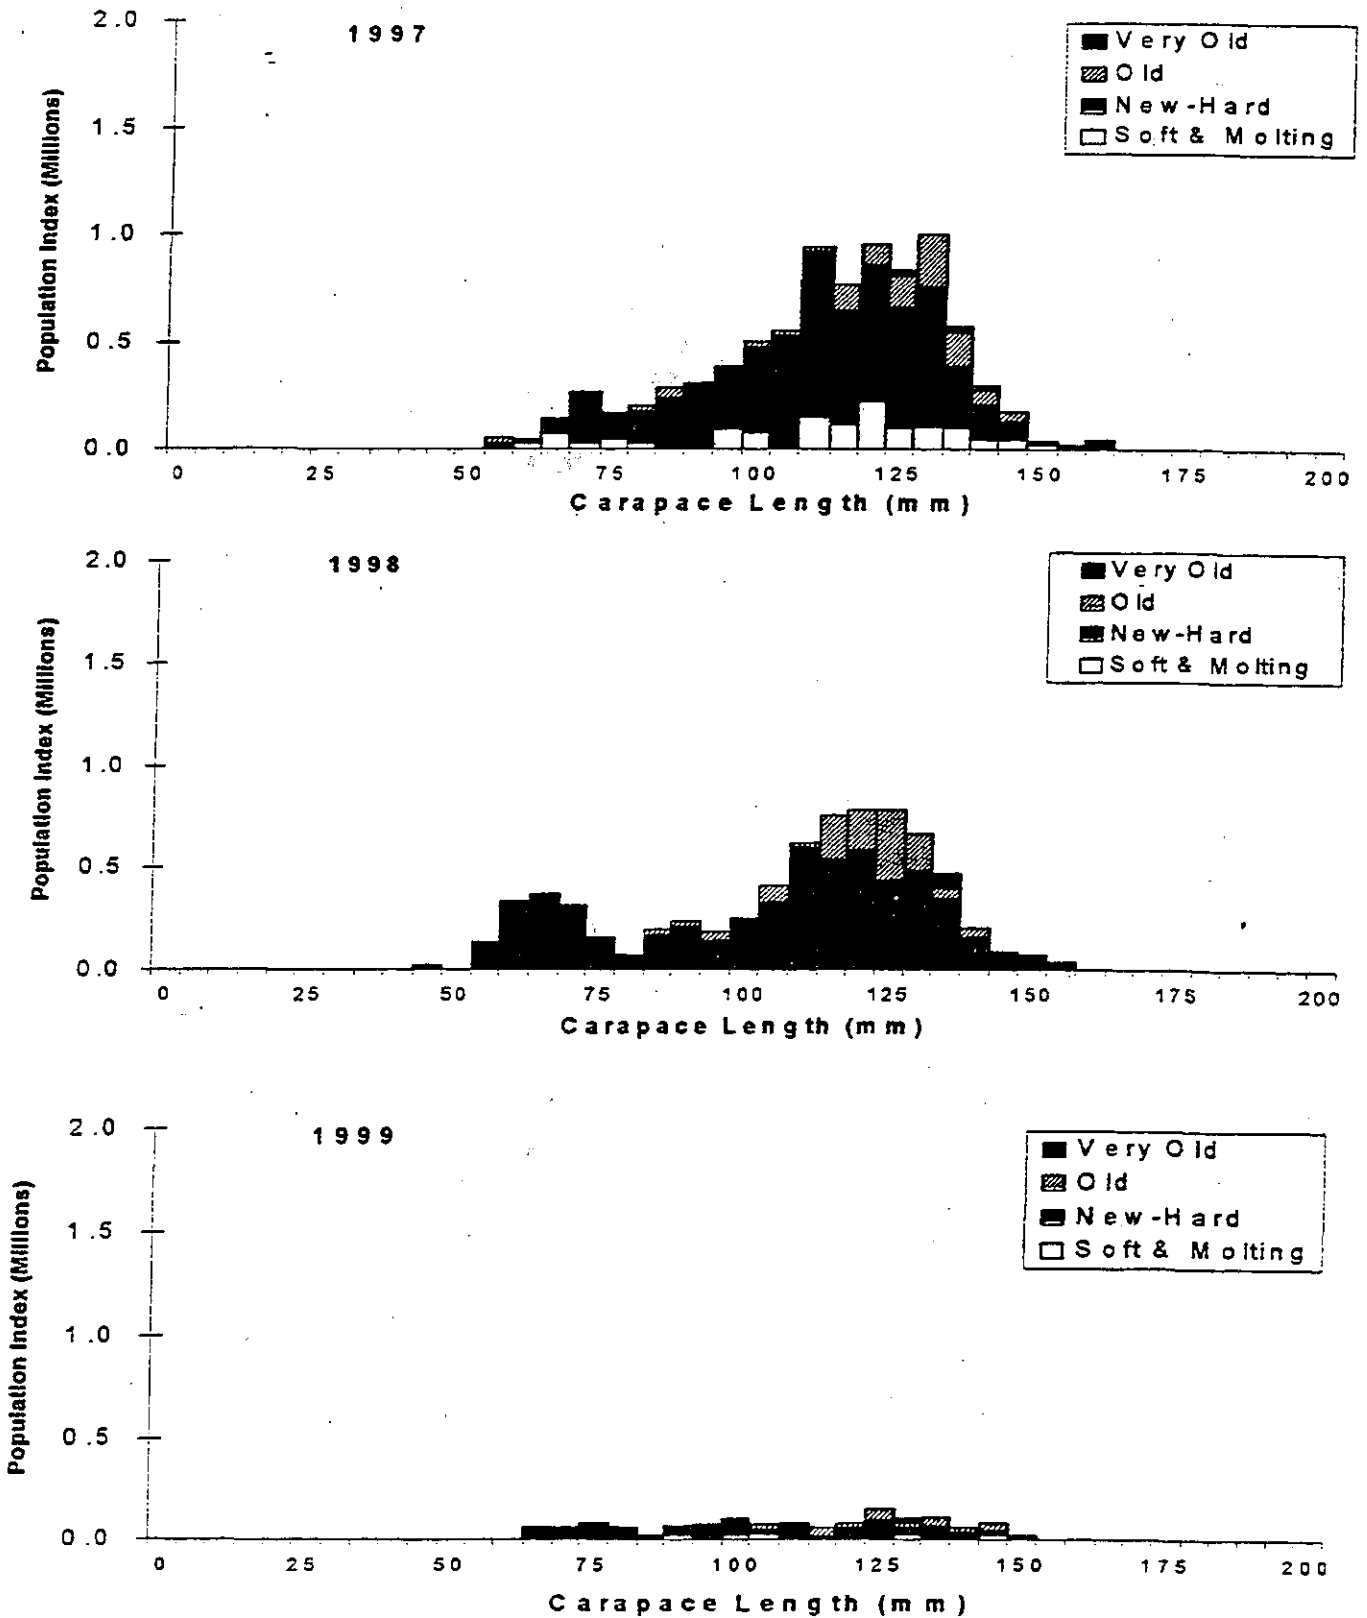 1997
Population Index (Millions)
2.0
1.5
1.0
0.5
0.0
Very Old
Old
New-Hard
Soft & Molting
0 25 50 75 100 125 150 175 200
Carapace Length (mm)
1998
Population Index (Millions)
2.0
1.5
1.0
0.5
0.0
Very Old
Old
New-Hard
Soft & Molting
0 25 50 75 100 125 150 175 200
Carapace Length (mm)
1999
Population Index (Millions)
2.0
1.5
1.0
0.5
0.0
Very Old
Old
New-Hard
Soft & Molting
0 25 50 75 100 125 150 175 200
Carapace Length (mm)